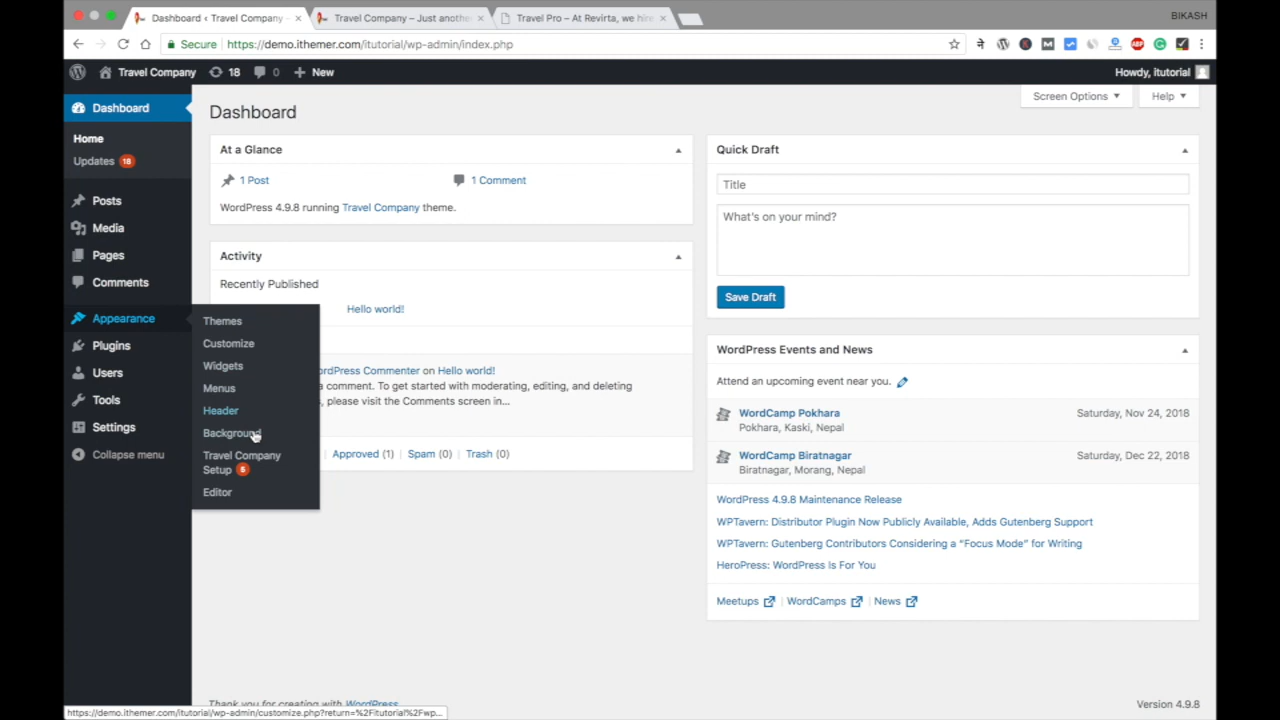 Dashboard ‹ Travel Company -
Travel Company – Just another
Travel Pro – At Revirta, we hire
BIKASH
Secure
https://demo.ithemer.com/itutorial/wp-admin/index.php
Travel Company
18
0
New
Howdy, itutorial
Dashboard
Home
Updates 18
Posts
Media
Pages
Comments
Appearance
Plugins
Users
Tools
Settings
Collapse menu
Themes
Customize
Widgets
Menus
Header
Background
Travel Company
Setup 6
Editor
Dashboard
Screen Options
Help
At a Glance
1 Post
1 Comment
WordPress 4.9.8 running Travel Company theme.
Activity
Recently Published
Hello world!
Commenter on Hello world!
a comment. To get started with moderating, editing, and deleting
, please visit the Comments screen in...
Approved (1) | Spam (0) | Trash (0)
Quick Draft
Title
What's on your mind?
Save Draft
WordPress Events and News
Attend an upcoming event near you.
WordCamp Pokhara
Saturday, Nov 24, 2018
Pokhara, Kaski, Nepal
WordCamp Biratnagar
Saturday, Dec 22, 2018
Biratnagar, Morang, Nepal
WordPress 4.9.8 Maintenance Release
WPTavern: Distributor Plugin Now Publicly Available, Adds Gutenberg Support
WPTavern: Gutenberg Contributors Considering a “Focus Mode” for Writing
HeroPress: WordPress Is For You
Meetups | WordCamps | News
Thank you for creating with WordPress
Version 4.9.8
https://demo.ithemer.com/itutorial/wp-admin/customize.php?return=%2Fitutorial%2Fwp...